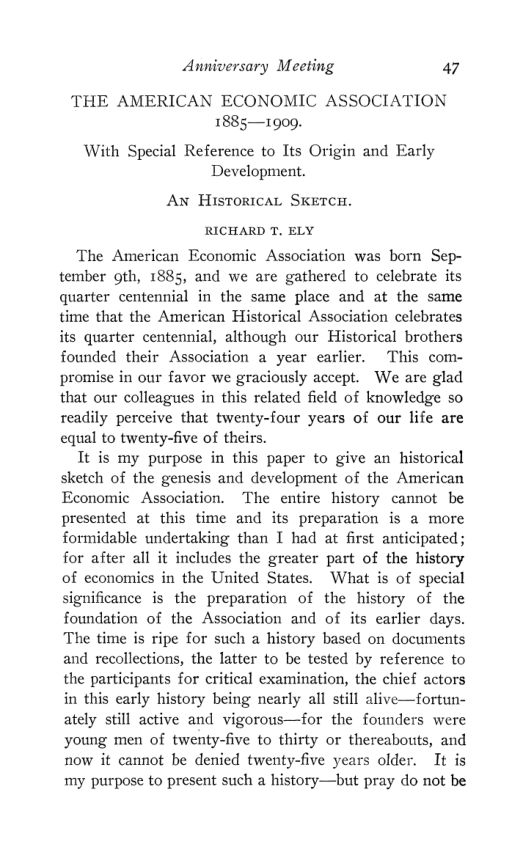 Anniversary Meeting 47
THE AMERICAN ECONOMIC ASSOCIATION
1885—1909.
With Special Reference to Its Origin and Early
Development.
AN HISTORICAL SKETCH.
RICHARD T. ELY
The American Economic Association was born Sep-
tember 9th, 1885, and we are gathered to celebrate its
quarter centennial in the same place and at the same
time that the American Historical Association celebrates
its quarter centennial, although our Historical brothers
founded their Association a year earlier. This com-
promise in our favor we graciously accept. We are glad
that our colleagues in this related field of knowledge so
readily perceive that twenty-four years of our life are
equal to twenty-five of theirs.
It is my purpose in this paper to give an historical
sketch of the genesis and development of the American
Economic Association. The entire history cannot be
presented at this time and its preparation is a more
formidable undertaking than I had at first anticipated;
for after all it includes the greater part of the history
of economics in the United States. What is of special
significance is the preparation of the history of the
foundation of the Association and of its earlier days.
The time is ripe for such a history based on documents
and recollections, the latter to be tested by reference to
the participants for critical examination, the chief actors
in this early history being nearly all still alive—fortun-
ately still active and vigorous—for the founders were
young men of twenty-five to thirty or thereabouts, and
now it cannot be denied twenty-five years older. It is
my purpose to present such a history—but pray do not be